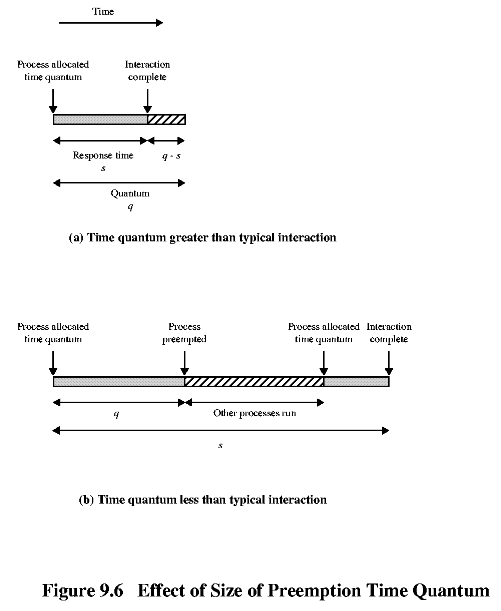 Time
Process allocated
time quantum
Interaction
complete
Response time
s
q - s
Quantum
q
(a) Time quantum greater than typical interaction
Process allocated
time quantum
Process
preempted
Process allocated
time quantum
Interaction
complete
q
Other processes run
s
(b) Time quantum less than typical interaction
Figure 9.6 Effect of Size of Preemption Time Quantum